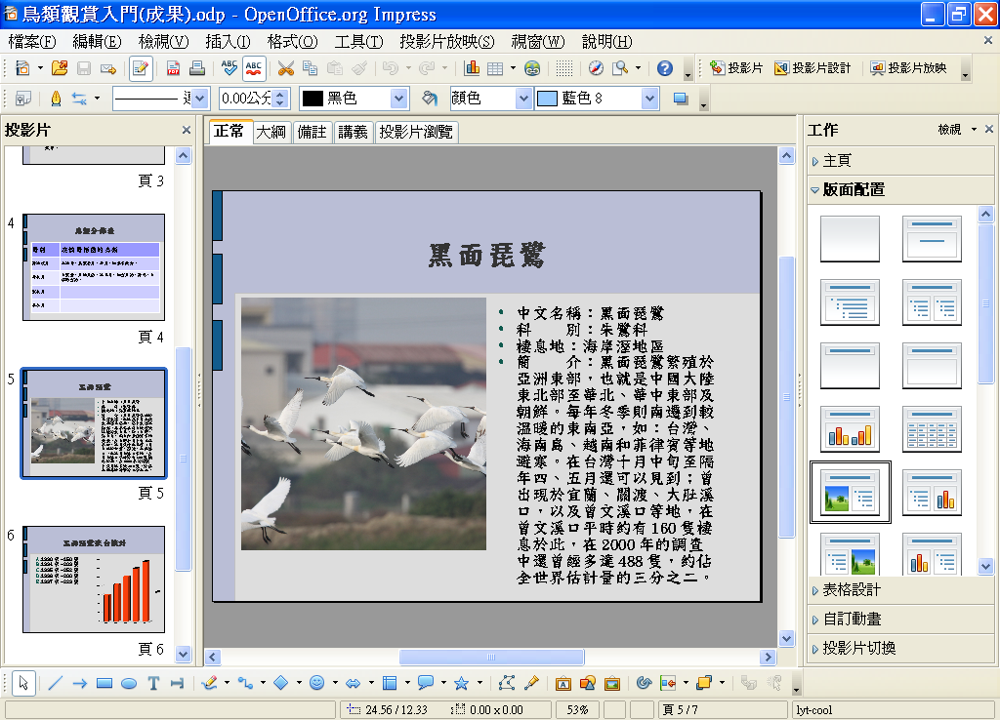 鳥類觀賞入門(成果).odp - OpenOffice.org Impress
檔案(F) 編輯(E) 檢視(V) 插入(I) 格式(O) 工具(T) 投影片放映(S) 視窗(W) 說明(H)
投影片 投影片設計 投影片放映
0.00公分 黑色 顏色 藍色 8
投影片
正常 大綱 備註 講義 投影片瀏覽
工作 檢視
主頁
版面配置
頁 3
4
頁 4
5
黑面琵鷺
頁 5
6
頁 6
黑面琵鷺
• 中文名稱：黑面琵鷺
• 科　　別：朱鷺科
• 棲息地：海岸溼地區
• 簡　　介：黑面琵鷺繁殖於
亞洲東部，也就是中國大陸
東北部至華北、華中東部及
朝鮮。每年冬季則南遷到較
溫暖的東南亞，如：台灣、
海南島、越南和菲律賓等地
避寒。在台灣十月中旬至隔
年四、五月還可以見到；曾
出現於宜蘭、關渡、大肚溪
口，以及曾文溪口等地，在
曾文溪口平時約有 160 隻棲
息於此，在 2000 年的調查
中還曾經多達 488 隻，約佔
全世界估計量的三分之二。
表格設計
自訂動畫
投影片切換
24.56 / 12.33 0.00 x 0.00 53% 頁 5 / 7 lyt-cool